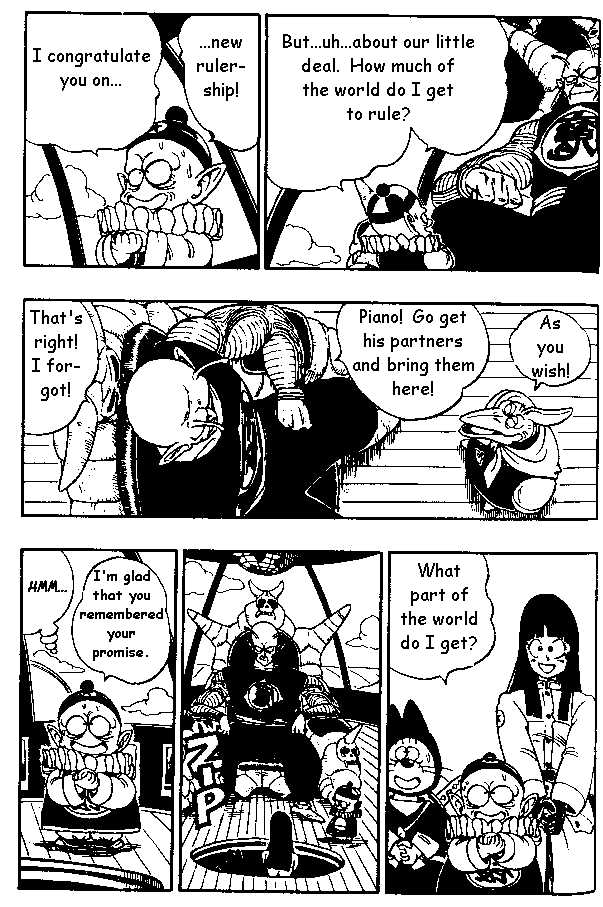 I congratulate
you on...
...new
ruler-
ship!
But...uh...about our little
deal. How much of
the world do I get
to rule?
That's
right!
I for-
got!
Piano! Go get
his partners
and bring them
here!
As
you
wish!
HMM...
I'm glad
that you
remembered
your
promise.
ZIP
What
part of
the world
do I get?